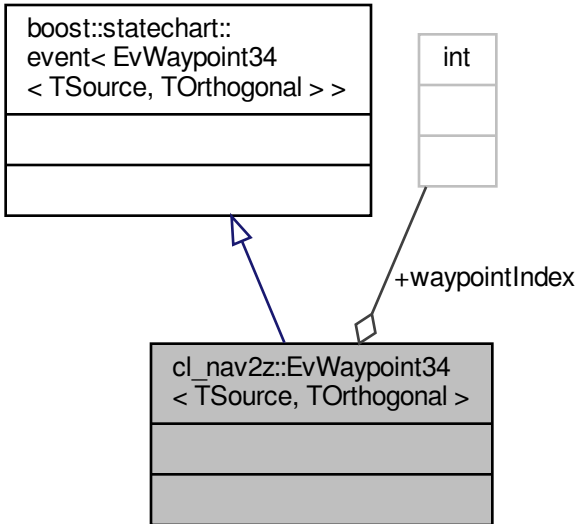 boost::statechart::
event< EvWaypoint34
< TSource, TOrthogonal > >
int
+waypointIndex
cl_nav2z::EvWaypoint34
< TSource, TOrthogonal >